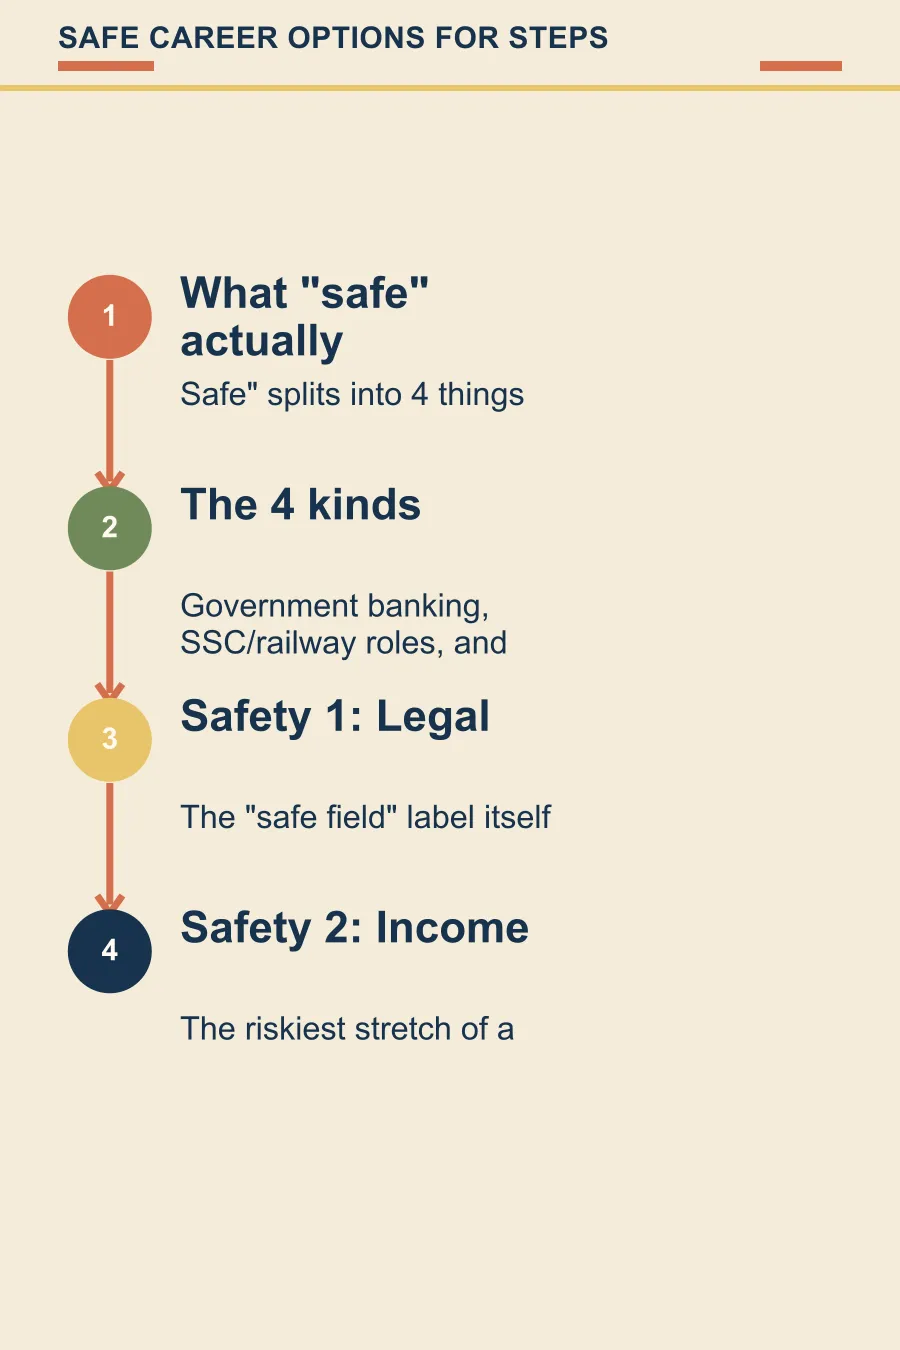 SAFE CAREER OPTIONS FOR STEPS
1
What "safe"
actually
Safe" splits into 4 things
2
The 4 kinds
Government banking,
SSC/railway roles, and
3
Safety 1: Legal
The "safe field" label itself
4
Safety 2: Income
The riskiest stretch of a